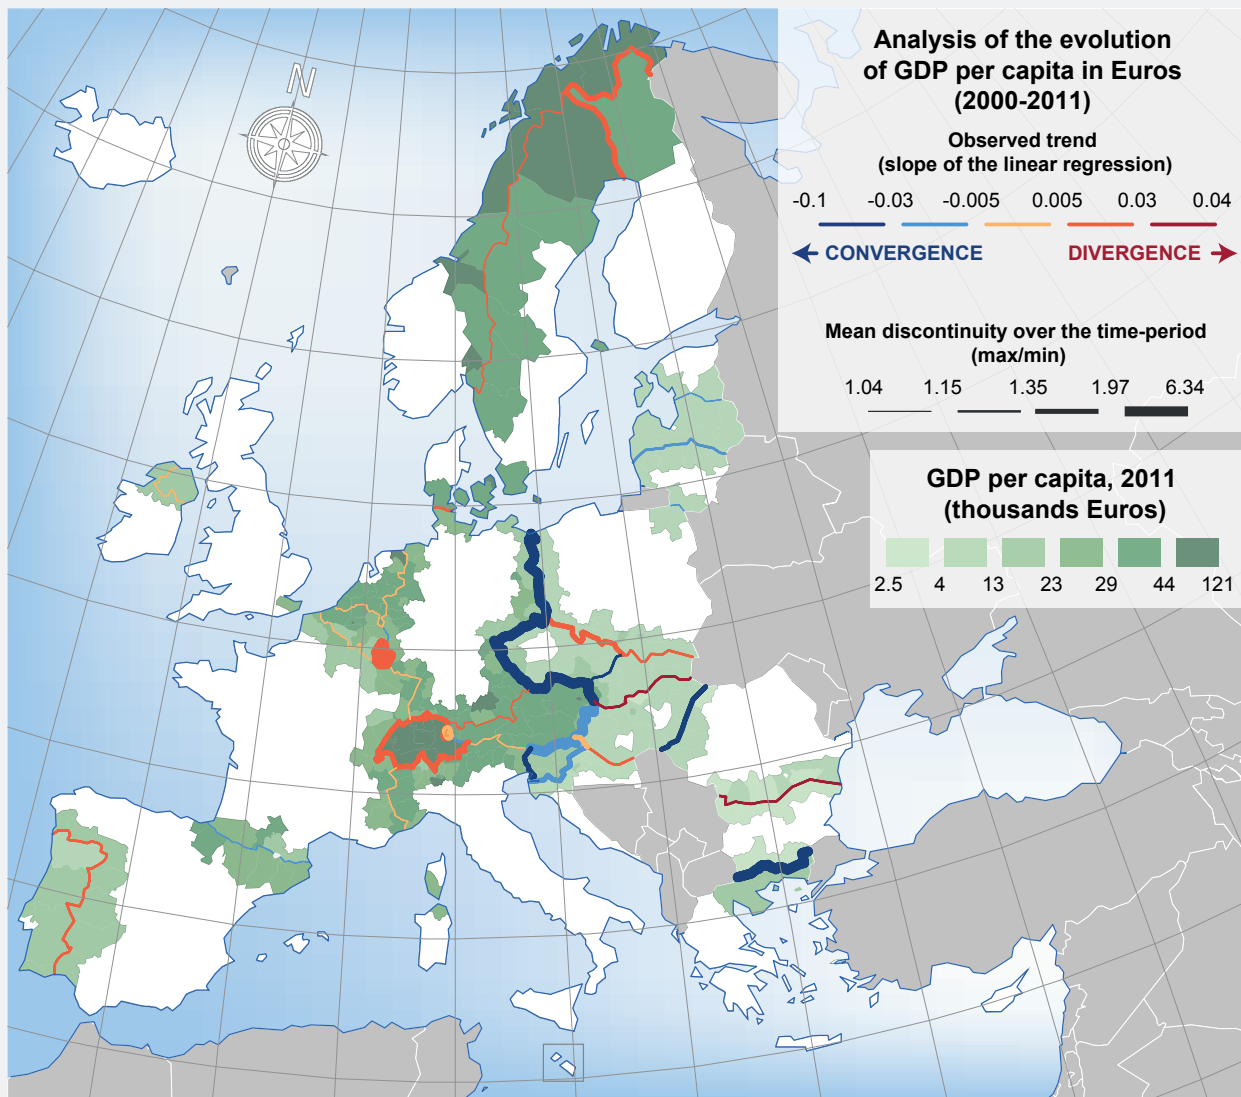 N
Analysis of the evolution
of GDP per capita in Euros
(2000-2011)
Observed trend
(slope of the linear regression)
-0.1 -0.03 -0.005 0.005 0.03 0.04
CONVERGENCE DIVERGENCE
Mean discontinuity over the time-period
(max/min)
1.04 1.15 1.35 1.97 6.34
GDP per capita, 2011
(thousands Euros)
2.5 4 13 23 29 44 121